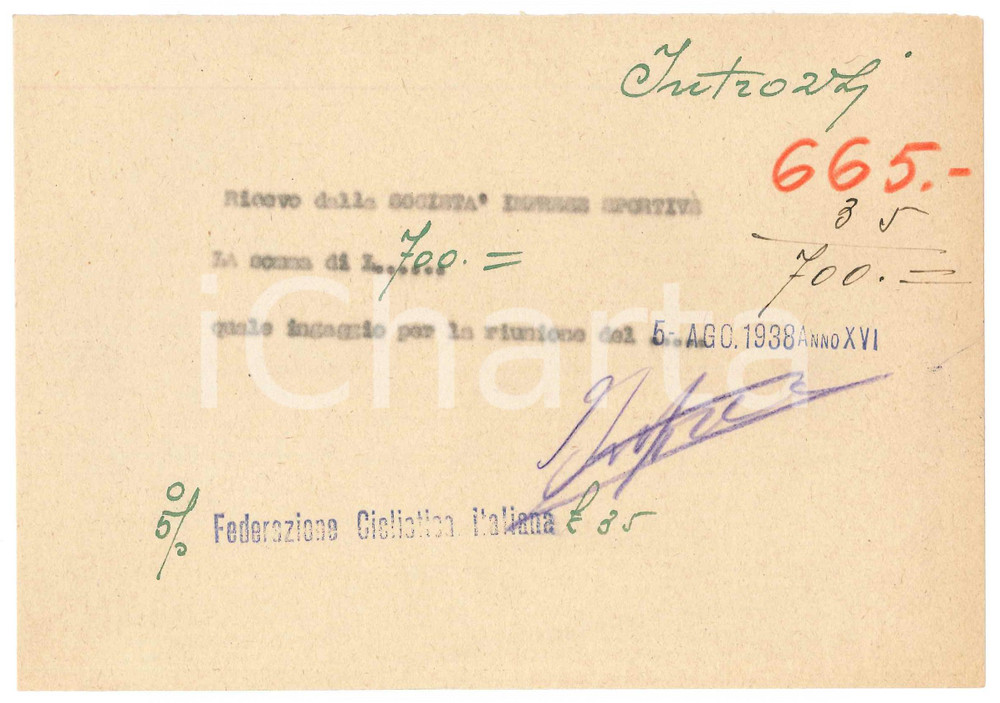 Introzzi
665.-
35
700.=
Ricevo dalla SOCIETA' IMPRESE SPORTIVE
LA somma di L...... 700.=
quale ingaggio per la riunione del 5- AGO. 1938 ANNO XVI
iCharta
5% Federazione Ciclistica Italiana £ 35